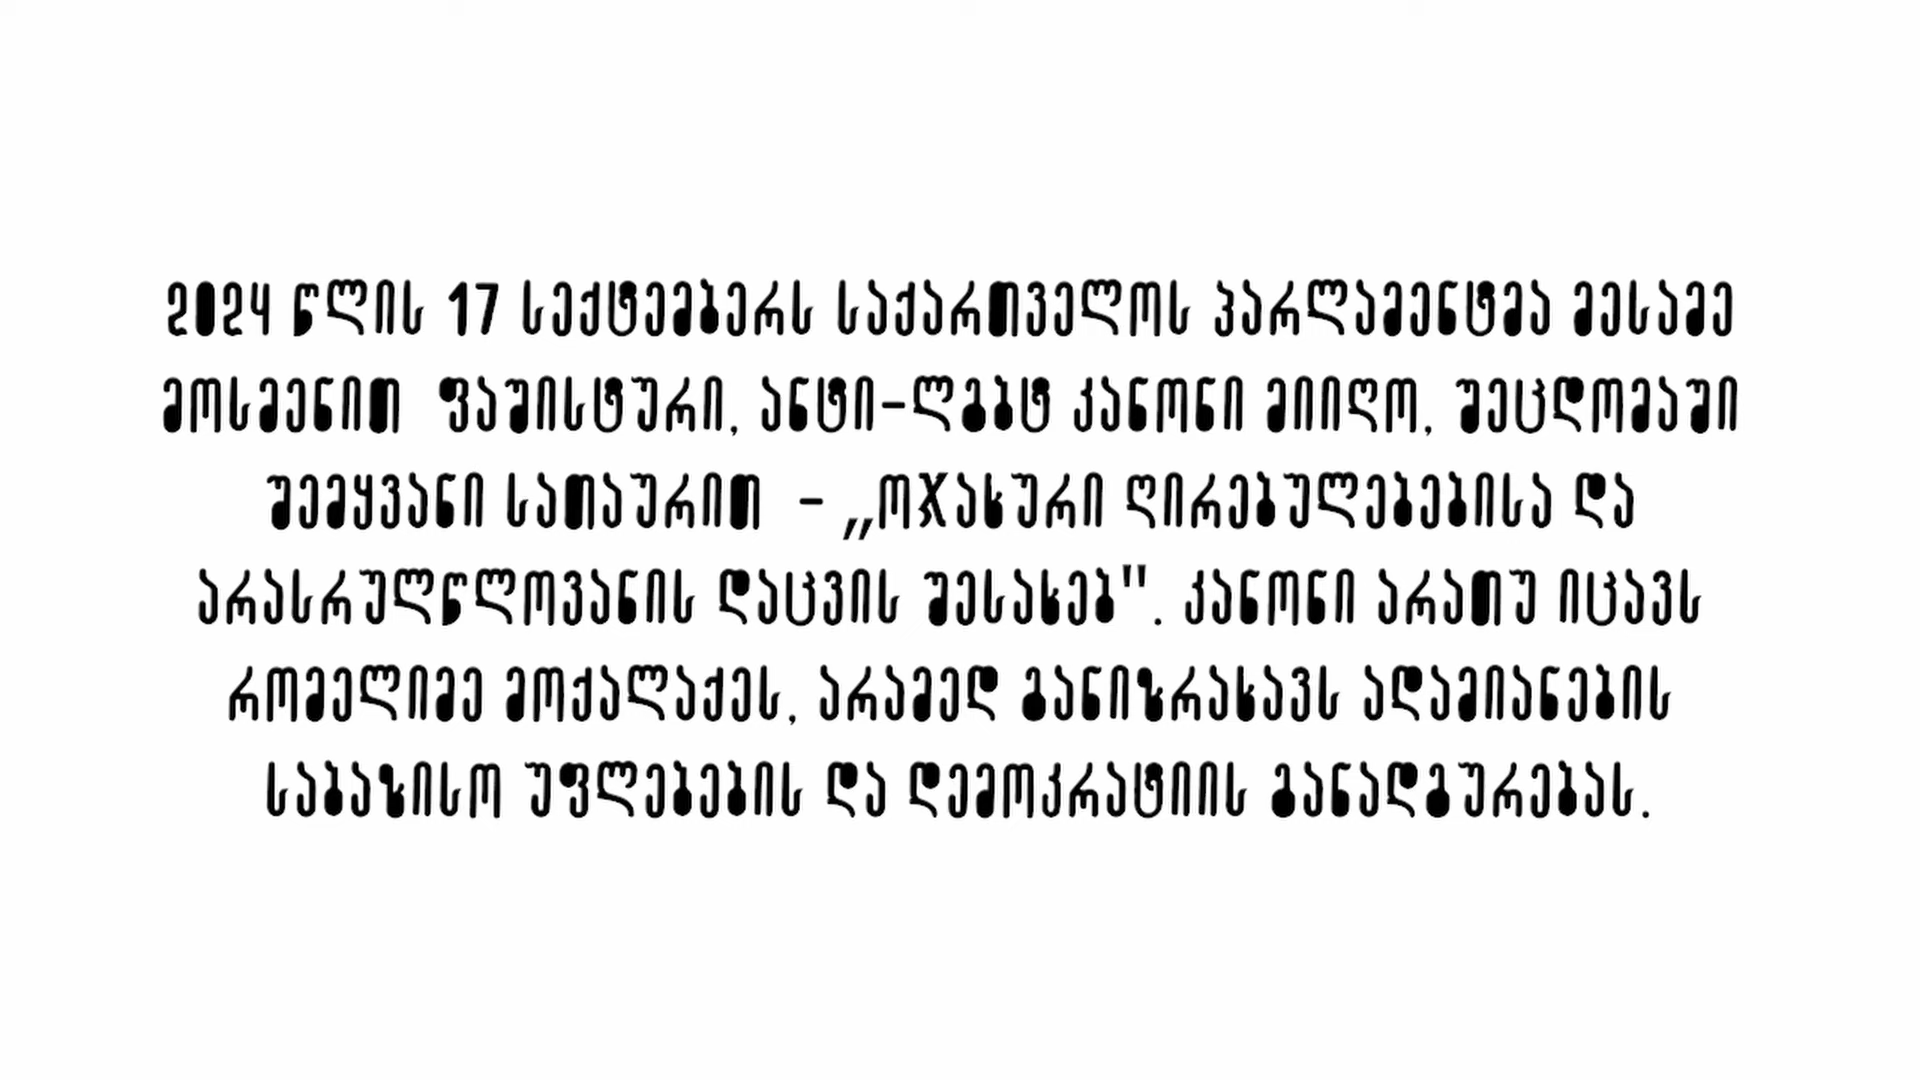 2024 წლის 17 სექტემბერს საქართველოს პარლამენტმა მესამე
მოსმენით ფაშისტური, ანტი-ლგბტ კანონი მიიღო, შეცდომაში
შემყვანი სათაურით - „ოჯახური ღირებულებებისა და
არასრულწლოვანის დაცვის შესახებ". კანონი არათუ იცავს
რომელიმე მოქალაქეს, არამედ განიზრახავს ადამიანების
საბაზისო უფლებების და დემოკრატიის განადგურებას.